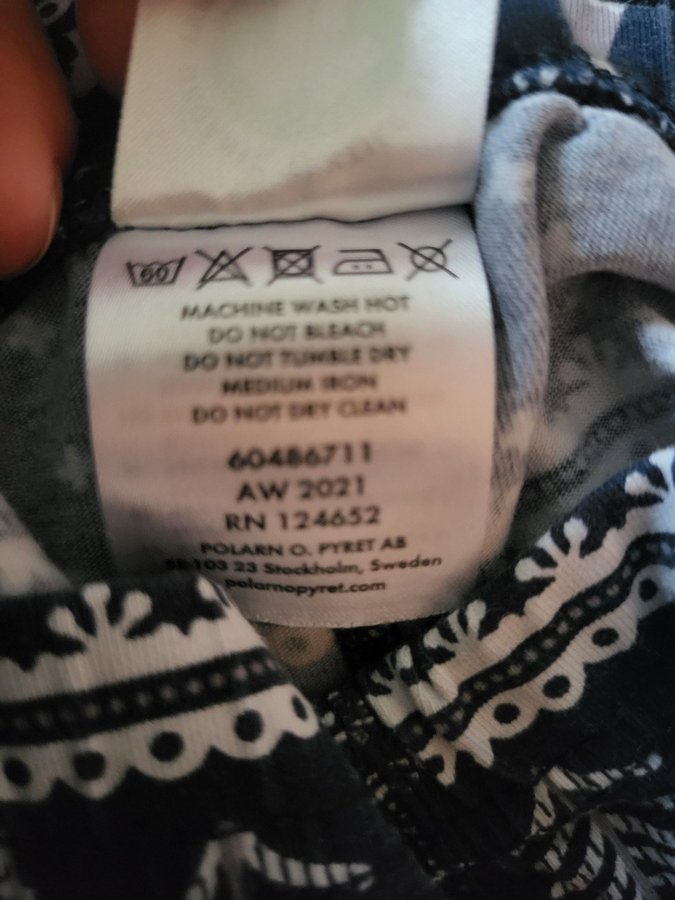 60
MACHINE WASH HOT
DO NOT BLEACH
DO NOT TUMBLE DRY
MEDIUM IRON
DO NOT DRY CLEAN
60486711
AW 2021
RN 124652
POLARN O. PYRET AB
SE-103 23 Stockholm, Sweden
polarnopyret.com